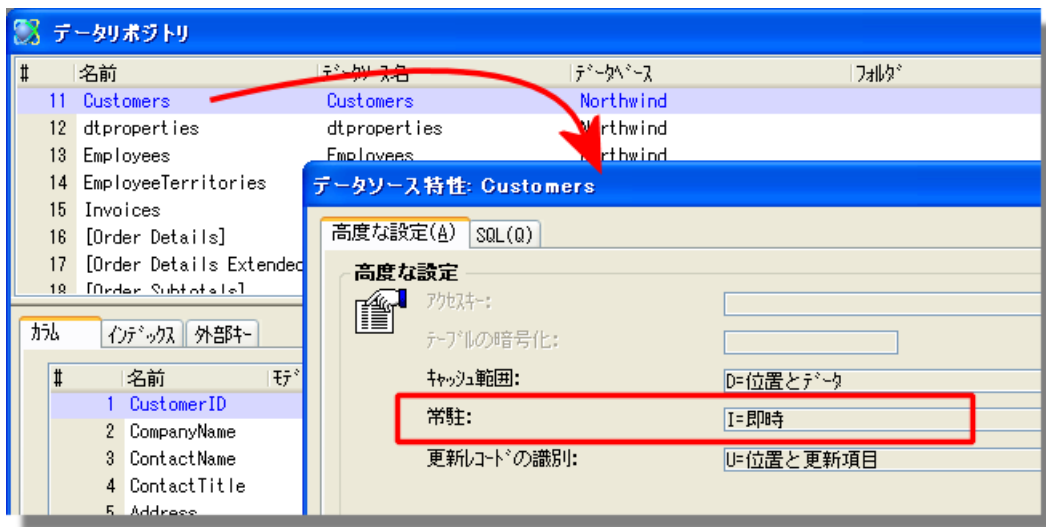 データリポジトリ
# 名前 データソース名 データベース フォルダ
11 Customers Customers Northwind
12 dtproperties dtproperties Northwind
13 Employees Employees Northwind
14 EmployeeTerritories
15 Invoices
16 [Order Details]
17 [Order Details Extended
18 [Order Subtotals]
データソース特性: Customers
高度な設定(A) SQL(Q)
高度な設定
アクセスキー:
テーブルの暗号化:
キャッシュ範囲: D=位置とデータ
常駐: I=即時
更新レコードの識別: U=位置と更新項目
カラム インデックス 外部キー
# 名前 モデ
1 CustomerID
2 CompanyName
3 ContactName
4 ContactTitle
5 Address